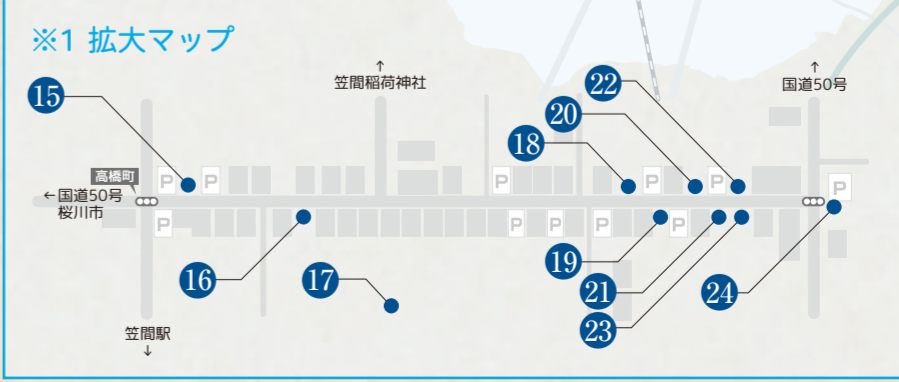 ※1 拡大マップ
↑
笠間稲荷神社
↑
国道50号
15
22
20
18
高橋町
P
P
P
P
P
P
←国道50号
桜川市
P
P
P
P
P
16
17
19
21
23
24
笠間駅
↓